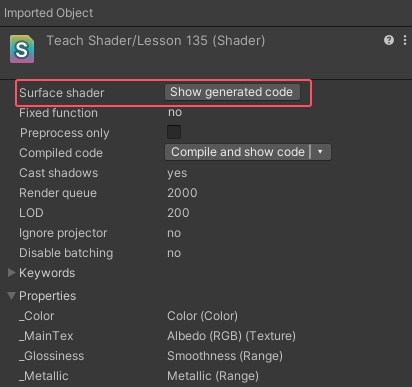 Imported Object
S
Teach Shader/Lesson 135 (Shader)
Surface shader Show generated code
Fixed function no
Preprocess only
Compiled code Compile and show code
Cast shadows yes
Render queue 2000
LOD 200
Ignore projector no
Disable batching no
Keywords
Properties
_Color Color (Color)
_MainTex Albedo (RGB) (Texture)
_Glossiness Smoothness (Range)
_Metallic Metallic (Range)